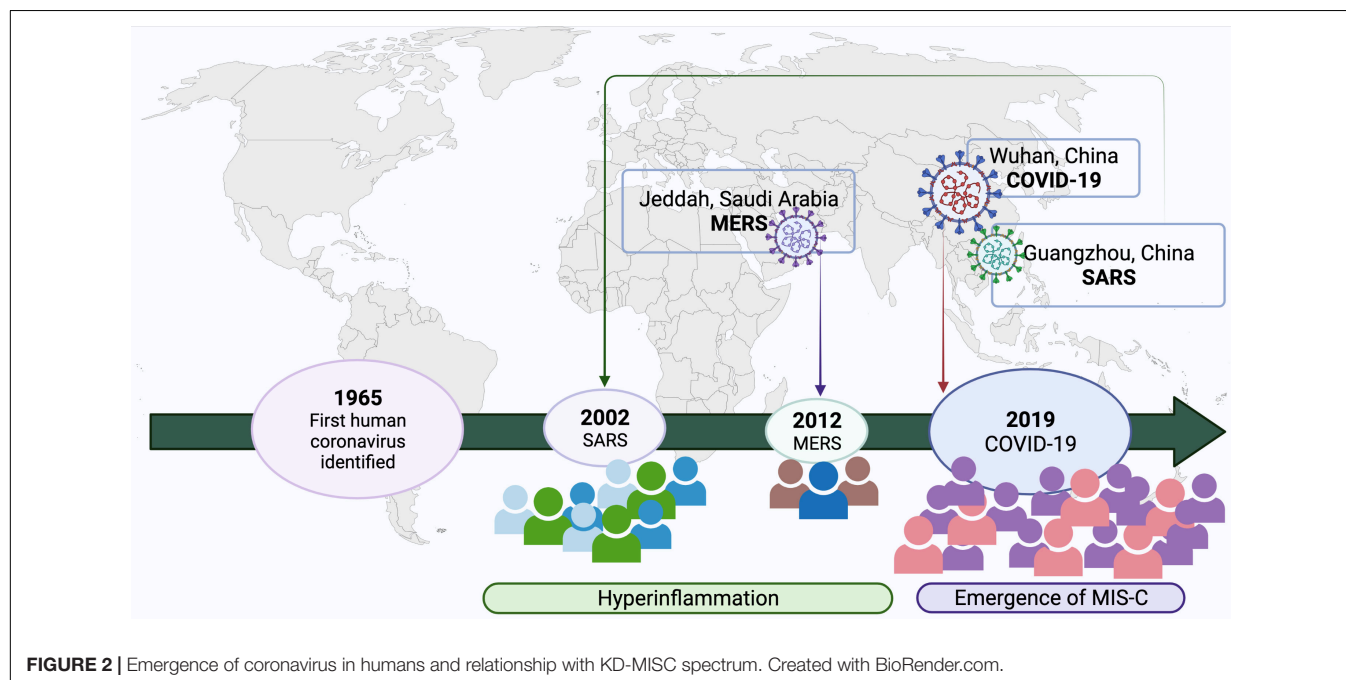 Wuhan, China
COVID-19
Jeddah, Saudi Arabia
MERS
Guangzhou, China
SARS
1965
First human
coronavirus
identified
2002
SARS
2012
MERS
2019
COVID-19
Hyperinflammation
Emergence of MIS-C
FIGURE 2 | Emergence of coronavirus in humans and relationship with KD-MISC spectrum. Created with BioRender.com.